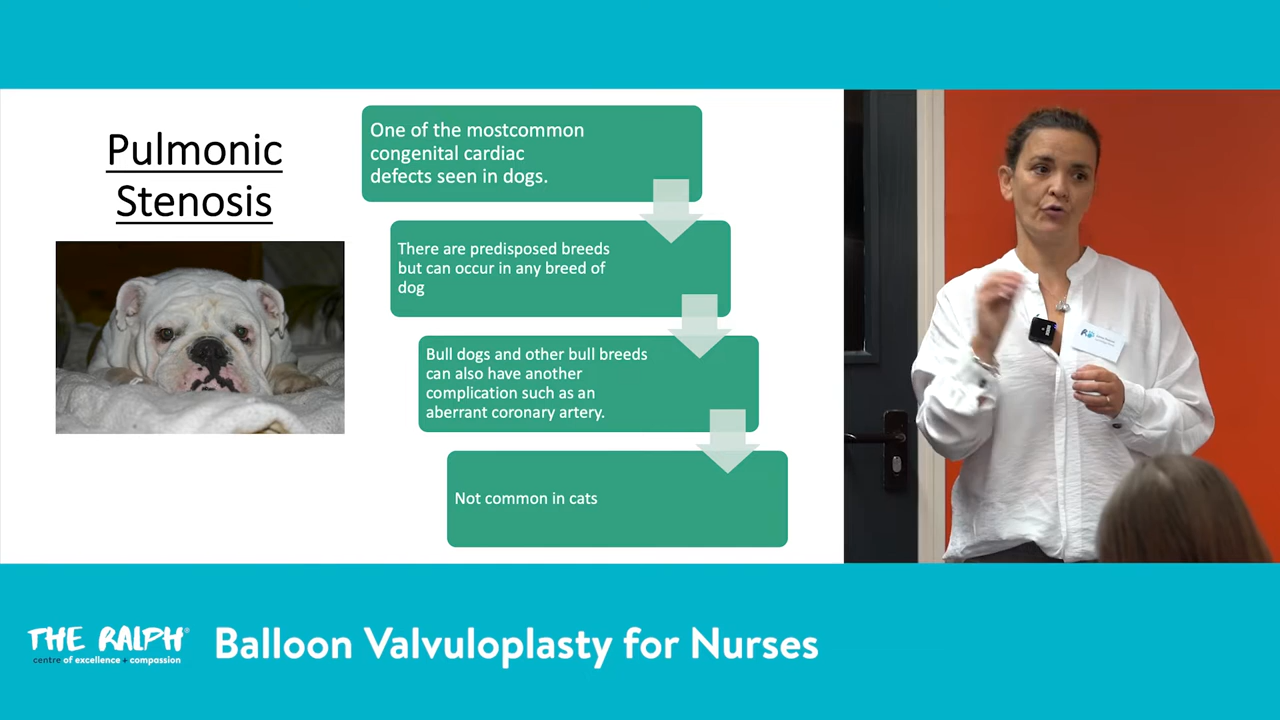 Pulmonic
Stenosis
One of the mostcommon
congenital cardiac
defects seen in dogs.
There are predisposed breeds
but can occur in any breed of
dog
Bull dogs and other bull breeds
can also have another
complication such as an
aberrant coronary artery.
Not common in cats
THE RALPH®
centre of excellence + compassion
Balloon Valvuloplasty for Nurses